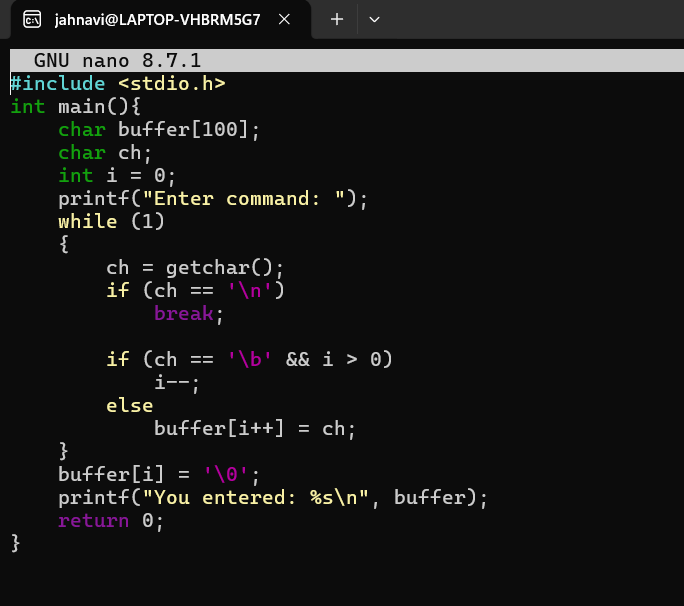 jahnavi@LAPTOP-VHBRM5G7
GNU nano 8.7.1
#include <stdio.h>
int main(){
    char buffer[100];
    char ch;
    int i = 0;
    printf("Enter command: ");
    while (1)
    {
        ch = getchar();
        if (ch == '\n')
            break;

        if (ch == '\b' && i > 0)
            i--;
        else
            buffer[i++] = ch;
    }
    buffer[i] = '\0';
    printf("You entered: %s\n", buffer);
    return 0;
}